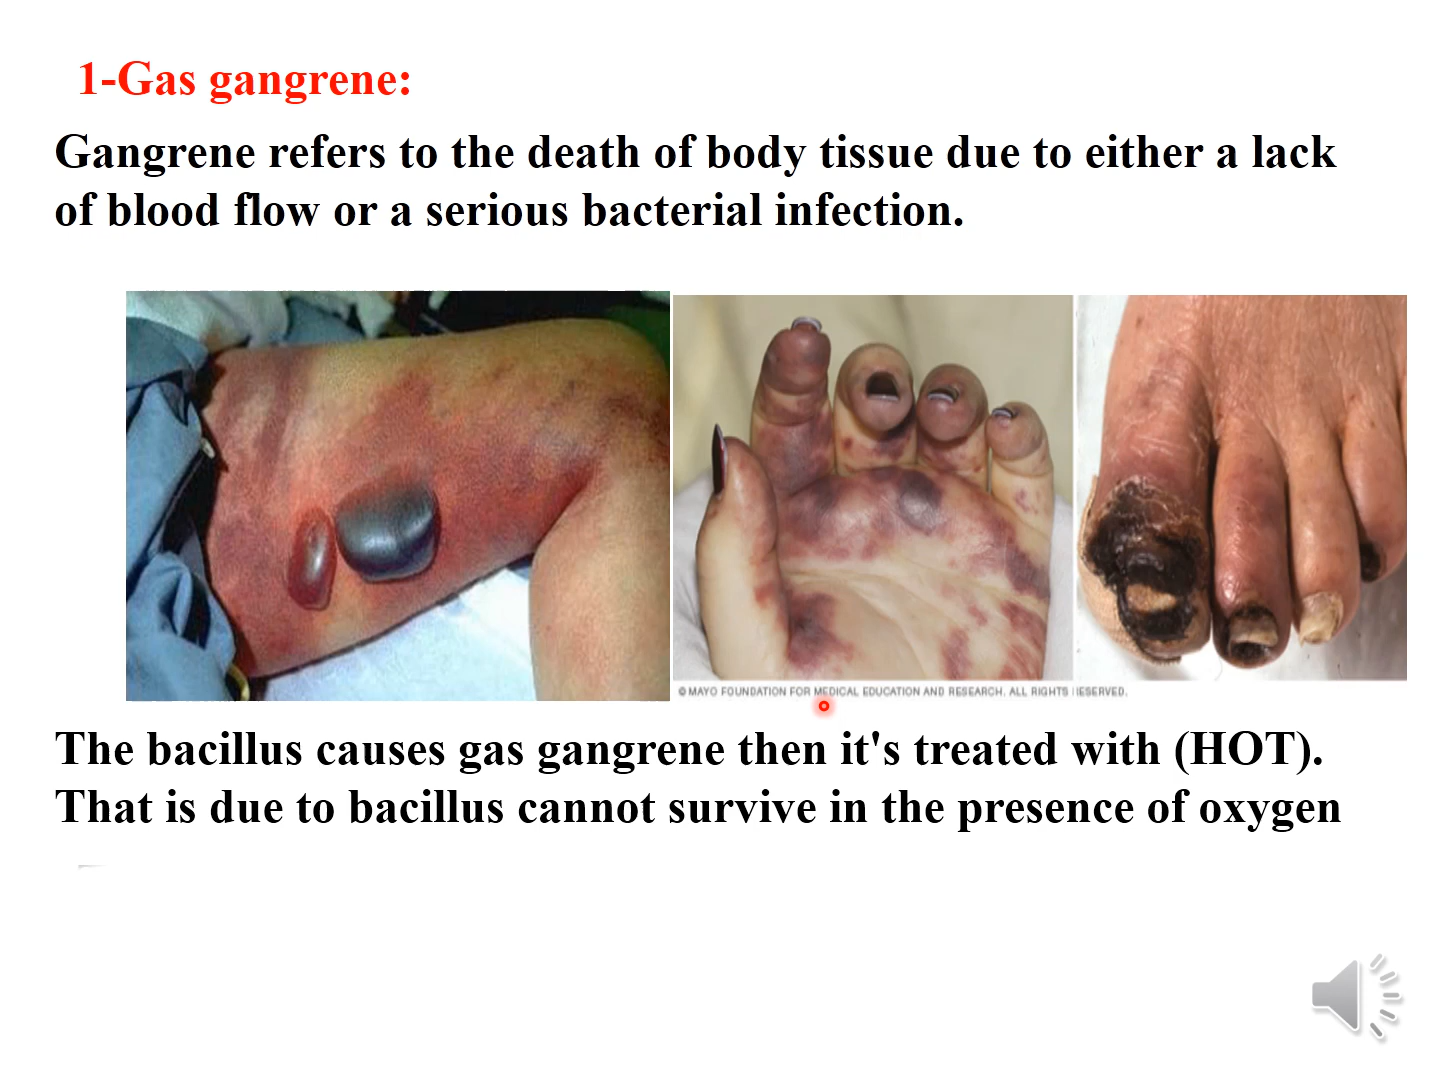 1-Gas gangrene:
Gangrene refers to the death of body tissue due to either a lack
of blood flow or a serious bacterial infection.
© MAYO FOUNDATION FOR MEDICAL EDUCATION AND RESEARCH. ALL RIGHTS RESERVED.
The bacillus causes gas gangrene then it's treated with (HOT).
That is due to bacillus cannot survive in the presence of oxygen